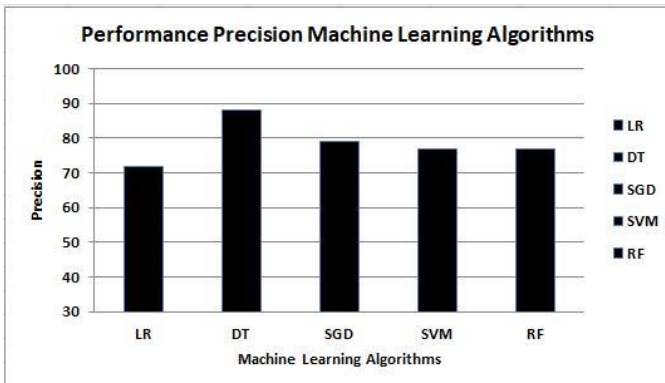 Performance Precision Machine Learning Algorithms
100
90
80
70
60
50
40
30
Precision
LR DT SGD SVM RF
Machine Learning Algorithms
LR
DT
SGD
SVM
RF